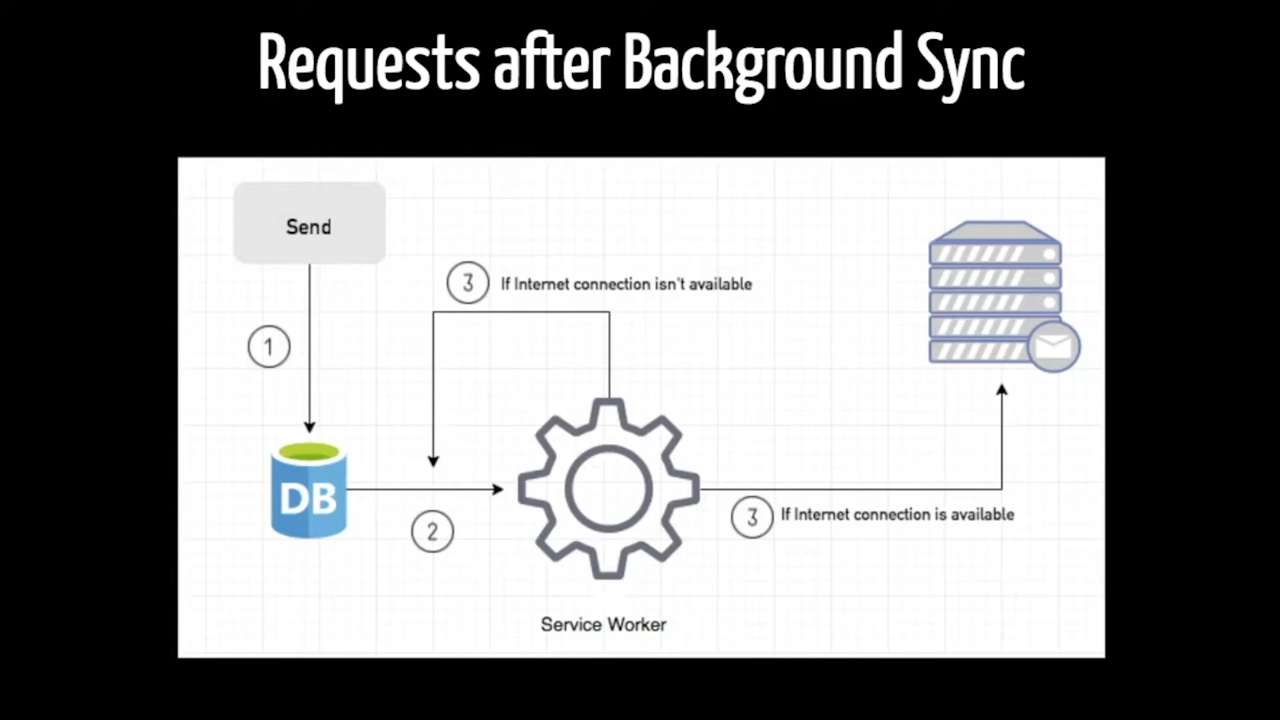 Requests after Background Sync
Send
3 If Internet connection isn't available
1
DB
2
3 If Internet connection is available
Service Worker